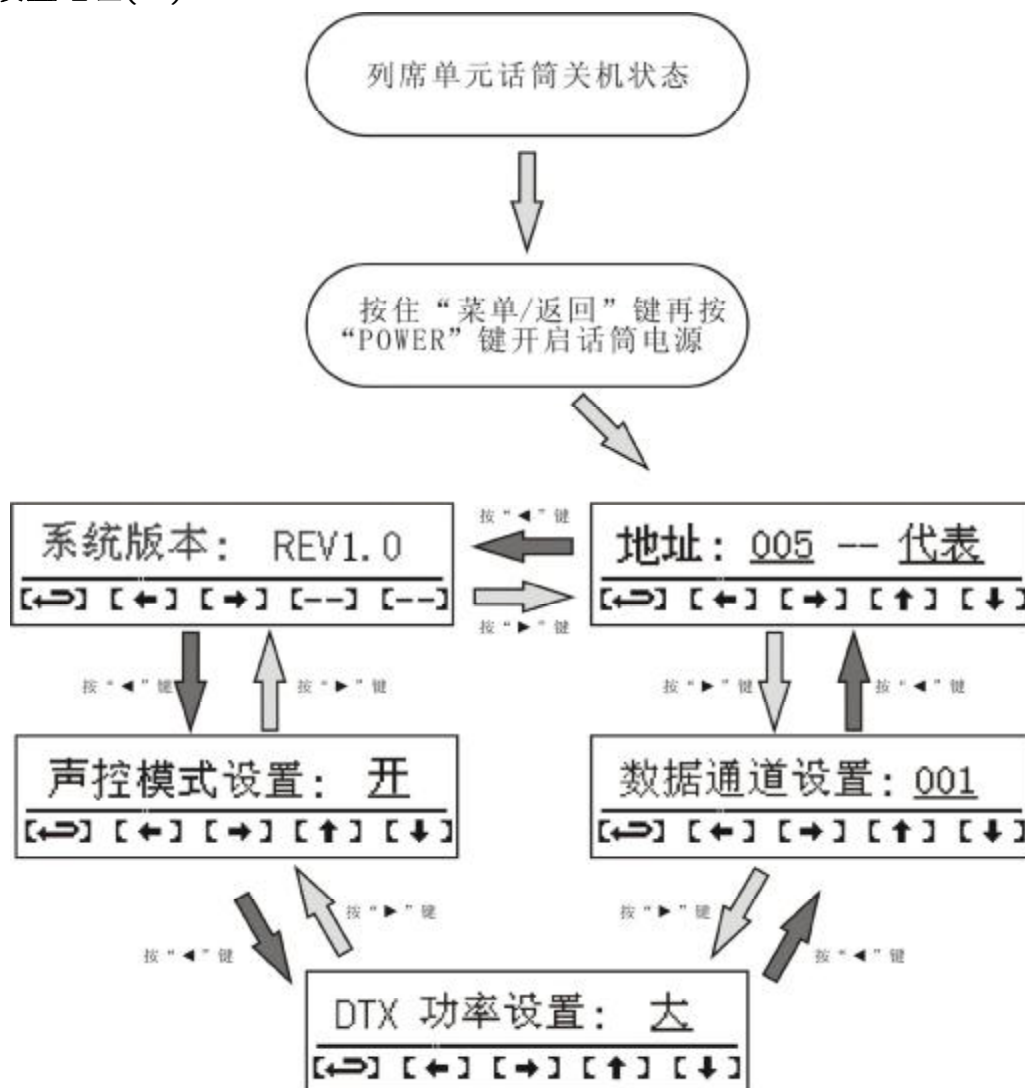 列席单元话筒关机状态
按住“菜单/返回”键再按
“POWER”键开启话筒电源
系统版本: REV1.0
[↩] [←] [→] [--] [--]
按“◀”键
按“▶”键
地址: 005 -- 代表
[↩] [←] [→] [↑] [↓]
按“◀”键
按“▶”键
按“▶”键
按“◀”键
声控模式设置: 开
[↩] [←] [→] [↑] [↓]
数据通道设置: 001
[↩] [←] [→] [↑] [↓]
按“◀”键
按“▶”键
按“▶”键
按“◀”键
DTX 功率设置: 大
[↩] [←] [→] [↑] [↓]